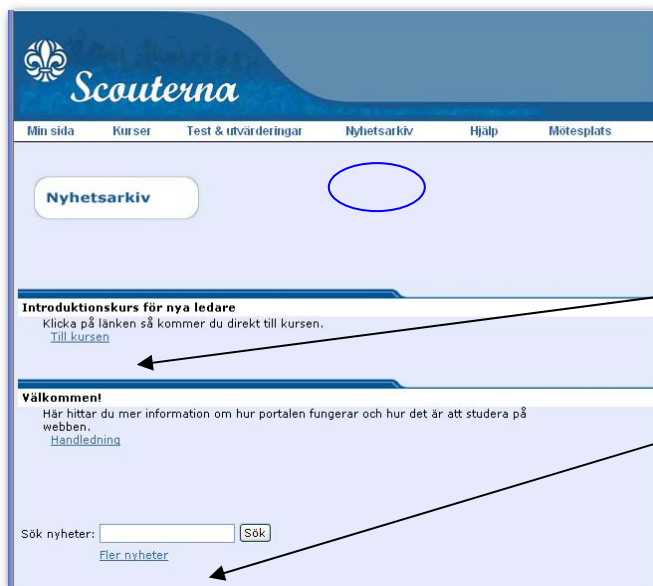 Scouterna
Min sida Kurser Test & utvärderingar Nyhetsarkiv Hjälp Mötesplats
Nyhetsarkiv
Introduktionskurs för nya ledare
Klicka på länken så kommer du direkt till kursen.
Till kursen
Välkommen!
Här hittar du mer information om hur portalen fungerar och hur det är att studera på
webben.
Handledning
Sök nyheter: Sök
Fler nyheter